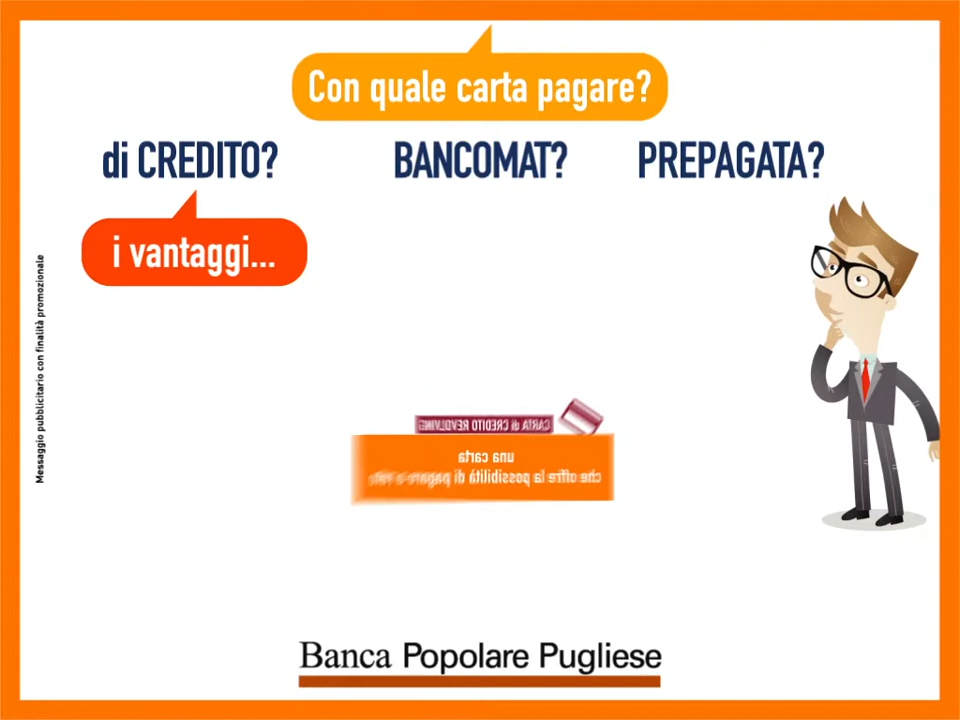 Con quale carta pagare?
di CREDITO?
BANCOMAT?
PREPAGATA?
i vantaggi...
Messaggio pubblicitario con finalità promozionale
CARTA di CREDITO REVOLVING
una carta
che offre la possibilità di pagare a rate
Banca Popolare Pugliese